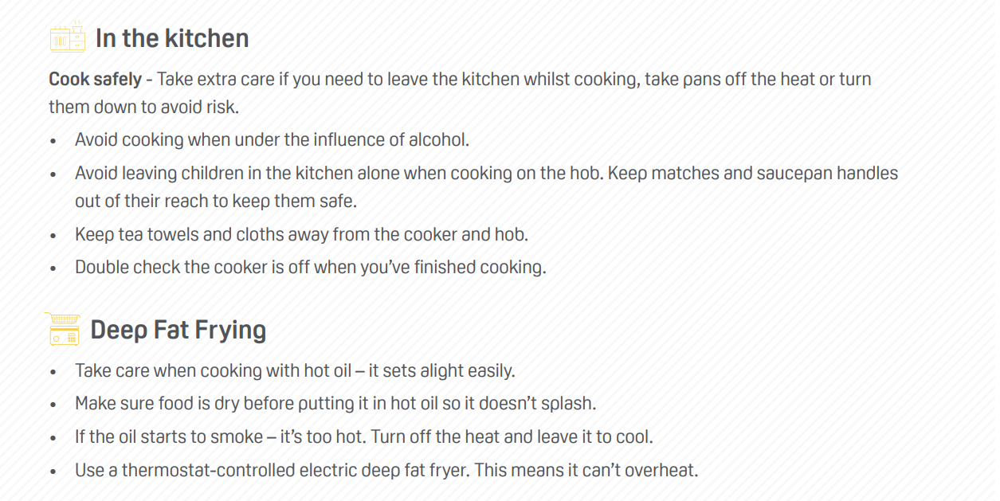 In the kitchen
Cook safely - Take extra care if you need to leave the kitchen whilst cooking, take pans off the heat or turn
them down to avoid risk.
• Avoid cooking when under the influence of alcohol.
• Avoid leaving children in the kitchen alone when cooking on the hob. Keep matches and saucepan handles
out of their reach to keep them safe.
• Keep tea towels and cloths away from the cooker and hob.
• Double check the cooker is off when you’ve finished cooking.
Deep Fat Frying
• Take care when cooking with hot oil – it sets alight easily.
• Make sure food is dry before putting it in hot oil so it doesn’t splash.
• If the oil starts to smoke – it’s too hot. Turn off the heat and leave it to cool.
• Use a thermostat-controlled electric deep fat fryer. This means it can’t overheat.